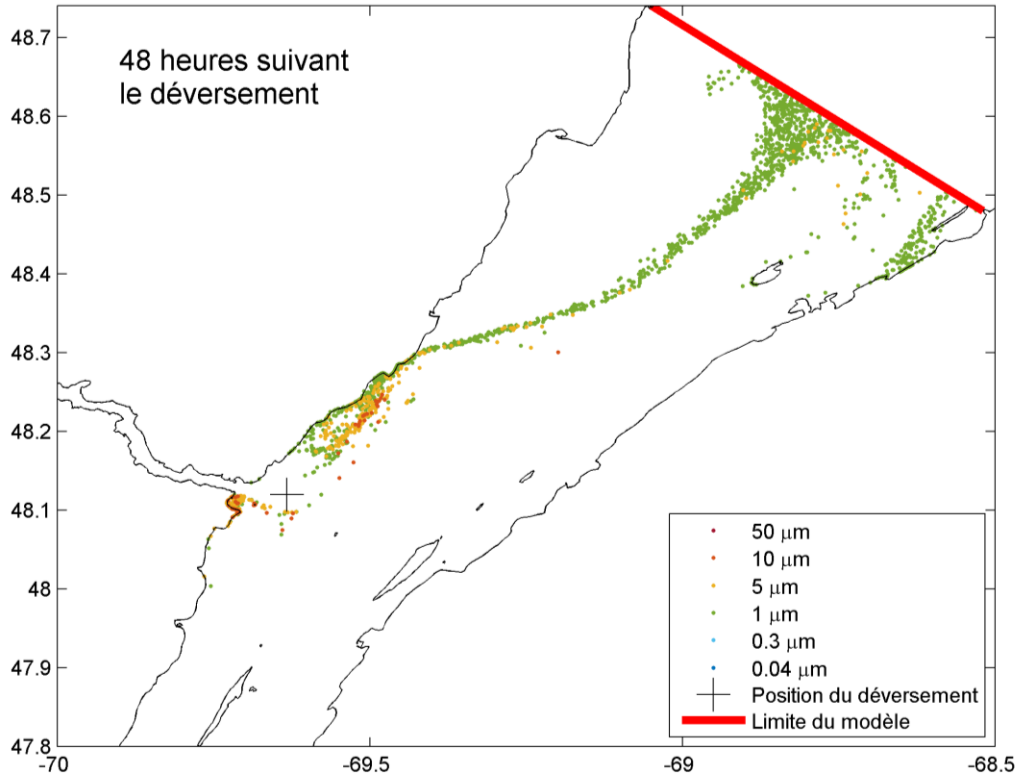 48 heures suivant
le déversement
48.7
48.6
48.5
48.4
48.3
48.2
48.1
48
47.9
47.8
-70
-69.5
-69
-68.5
50 μm
10 μm
5 μm
1 μm
0.3 μm
0.04 μm
Position du déversement
Limite du modèle